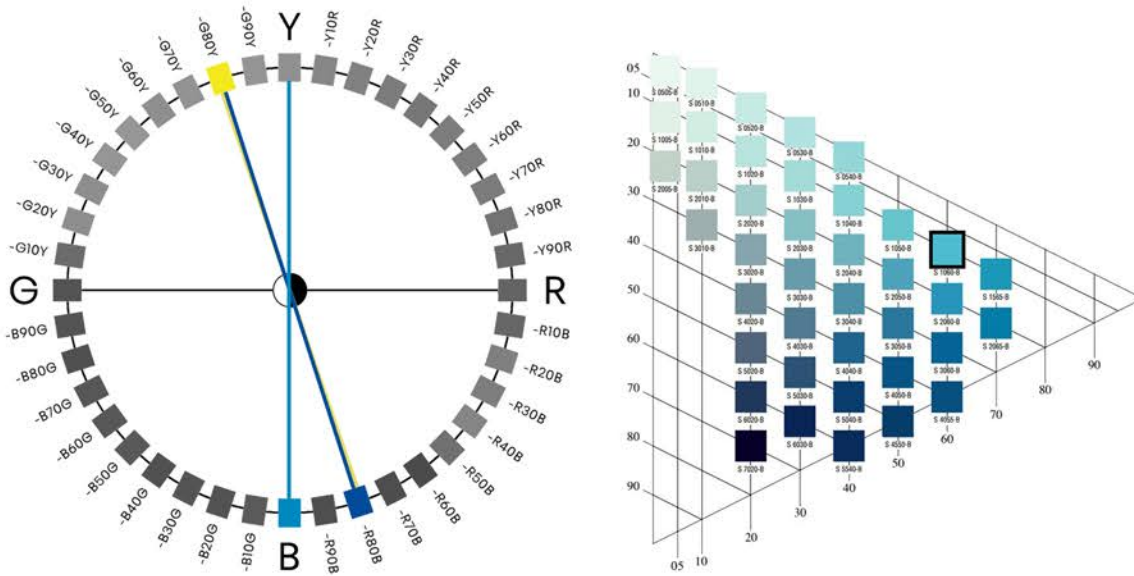 Y
-Y10R
-Y20R
-Y30R
-Y40R
-Y50R
-Y60R
-Y70R
-Y80R
-Y90R
R
-R10B
-R20B
-R30B
-R40B
-R50B
-R60B
-R70B
-R80B
-R90B
B
-B10G
-B20G
-B30G
-B40G
-B50G
-B60G
-B70G
-B80G
-B90G
G
-G10Y
-G20Y
-G30Y
-G40Y
-G50Y
-G60Y
-G70Y
-G80Y
-G90Y
05
10
20
30
40
50
60
70
80
90
S 0505-B
S 0510-B
S 0520-B
S 0530-B
S 0540-B
S 1005-B
S 1010-B
S 1020-B
S 1030-B
S 1040-B
S 1050-B
S 1060-B
S 1565-B
S 2005-B
S 2010-B
S 2020-B
S 2030-B
S 2040-B
S 2050-B
S 2060-B
S 2065-B
S 3010-B
S 3020-B
S 3030-B
S 3040-B
S 3050-B
S 3060-B
S 4020-B
S 4030-B
S 4040-B
S 4050-B
S 4055-B
S 5020-B
S 5030-B
S 5040-B
S 4550-B
S 6020-B
S 6030-B
S 5540-B
S 7020-B
05
10
20
30
40
50
60
70
80
90